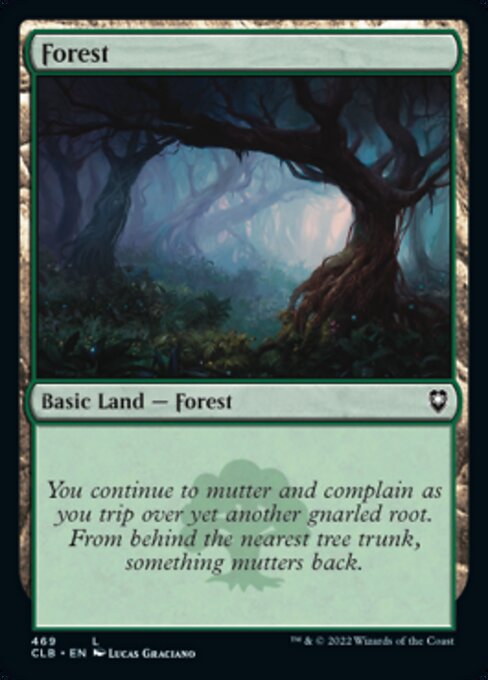 Forest
Basic Land — Forest
You continue to mutter and complain as
you trip over yet another gnarled root.
From behind the nearest tree trunk,
something mutters back.
469 L
CLB • EN Lucas Graciano
™ & © 2022 Wizards of the Coast